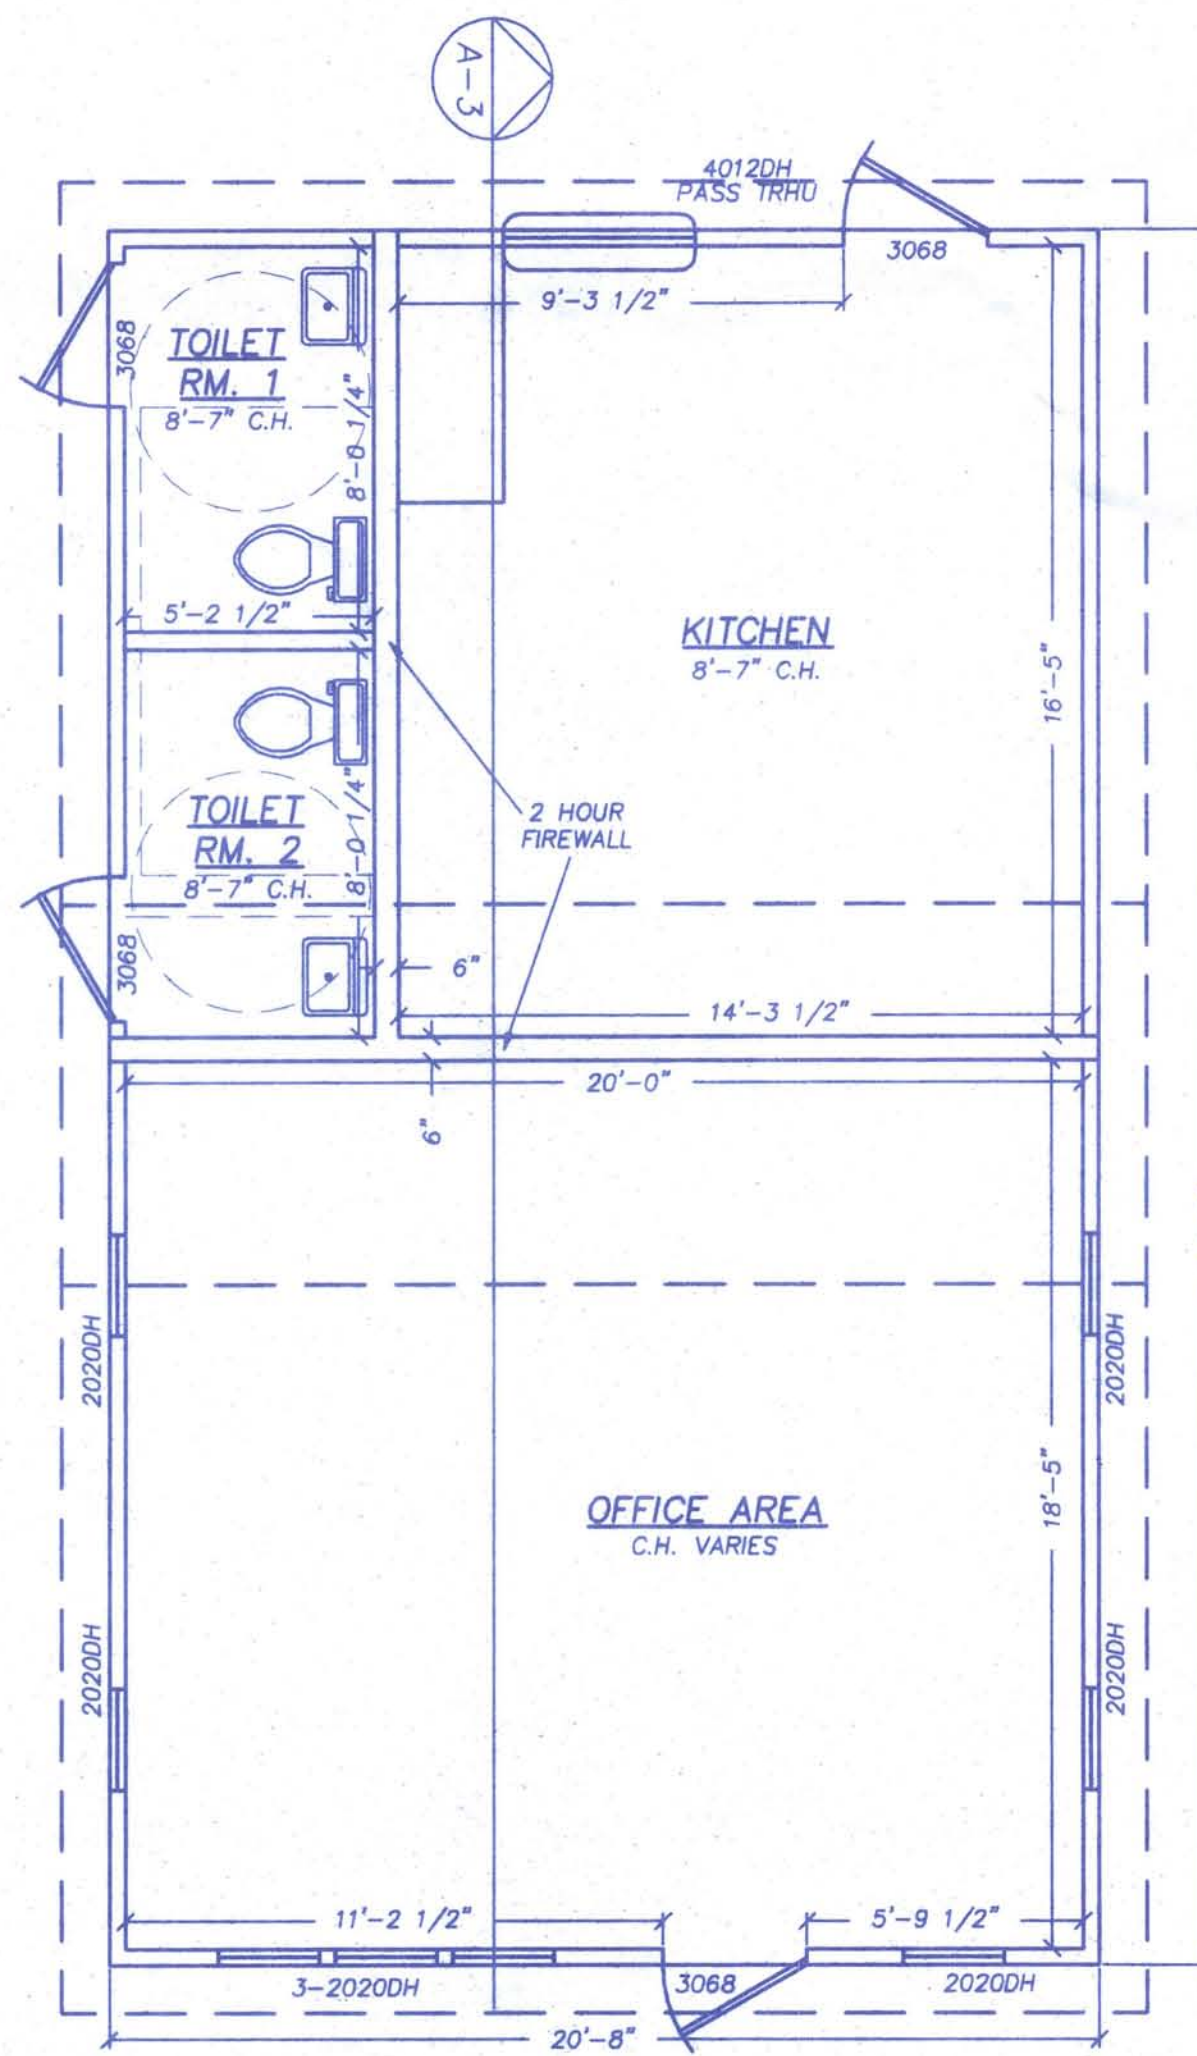 A-3
4012DH
PASS TRHU
3068
9'-3 1/2"
3068
TOILET
RM. 1
8'-7" C.H.
8'-0 1/4"
5'-2 1/2"
KITCHEN
8'-7" C.H.
16'-5"
2 HOUR
FIREWALL
TOILET
RM. 2
8'-7" C.H.
8'-0 1/4"
3068
6"
14'-3 1/2"
20'-0"
6"
2020DH
2020DH
18'-5"
OFFICE AREA
C.H. VARIES
2020DH
2020DH
11'-2 1/2"
5'-9 1/2"
3-2020DH
3068
2020DH
20'-8"